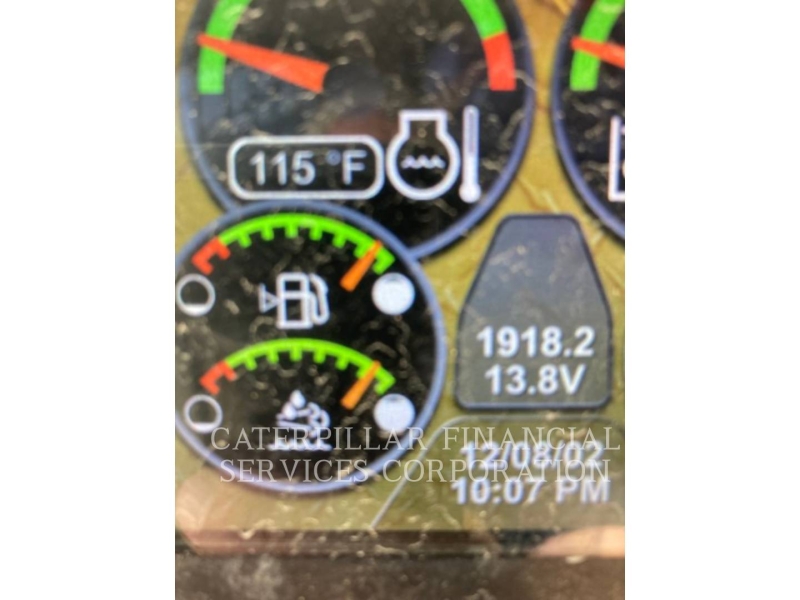 115 °F
1918.2
13.8V
12/08/02
10:07 PM
CATERPILLAR FINANCIAL
SERVICES CORPORATION